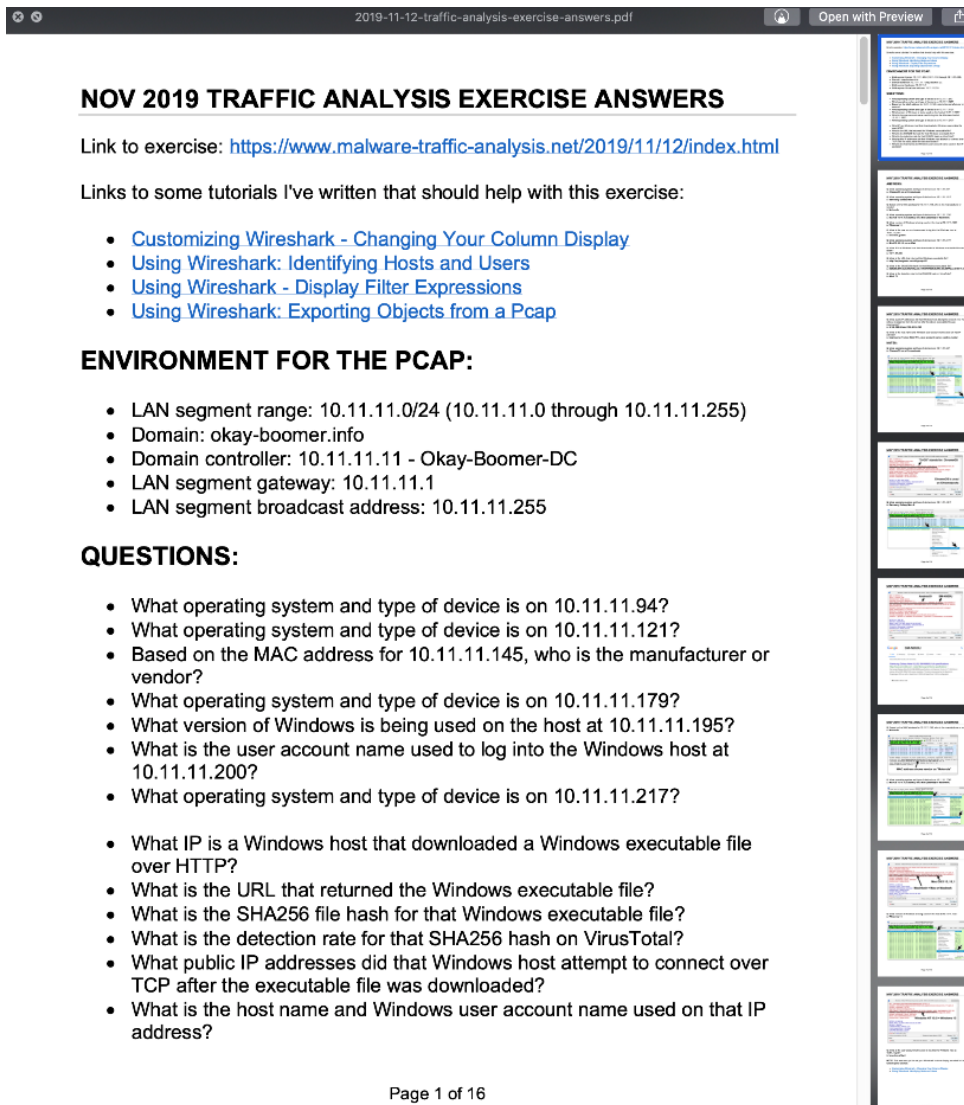 2019-11-12-traffic-analysis-exercise-answers.pdf
Open with Preview
NOV 2019 TRAFFIC ANALYSIS EXERCISE ANSWERS
Link to exercise: https://www.malware-traffic-analysis.net/2019/11/12/index.html
Links to some tutorials I've written that should help with this exercise:
• Customizing Wireshark - Changing Your Column Display
• Using Wireshark: Identifying Hosts and Users
• Using Wireshark - Display Filter Expressions
• Using Wireshark: Exporting Objects from a Pcap
ENVIRONMENT FOR THE PCAP:
• LAN segment range: 10.11.11.0/24 (10.11.11.0 through 10.11.11.255)
• Domain: okay-boomer.info
• Domain controller: 10.11.11.11 - Okay-Boomer-DC
• LAN segment gateway: 10.11.11.1
• LAN segment broadcast address: 10.11.11.255
QUESTIONS:
• What operating system and type of device is on 10.11.11.94?
• What operating system and type of device is on 10.11.11.121?
• Based on the MAC address for 10.11.11.145, who is the manufacturer or
vendor?
• What operating system and type of device is on 10.11.11.179?
• What version of Windows is being used on the host at 10.11.11.195?
• What is the user account name used to log into the Windows host at
10.11.11.200?
• What operating system and type of device is on 10.11.11.217?
• What IP is a Windows host that downloaded a Windows executable file
over HTTP?
• What is the URL that returned the Windows executable file?
• What is the SHA256 file hash for that Windows executable file?
• What is the detection rate for that SHA256 hash on VirusTotal?
• What public IP addresses did that Windows host attempt to connect over
TCP after the executable file was downloaded?
• What is the host name and Windows user account name used on that IP
address?
Page 1 of 16